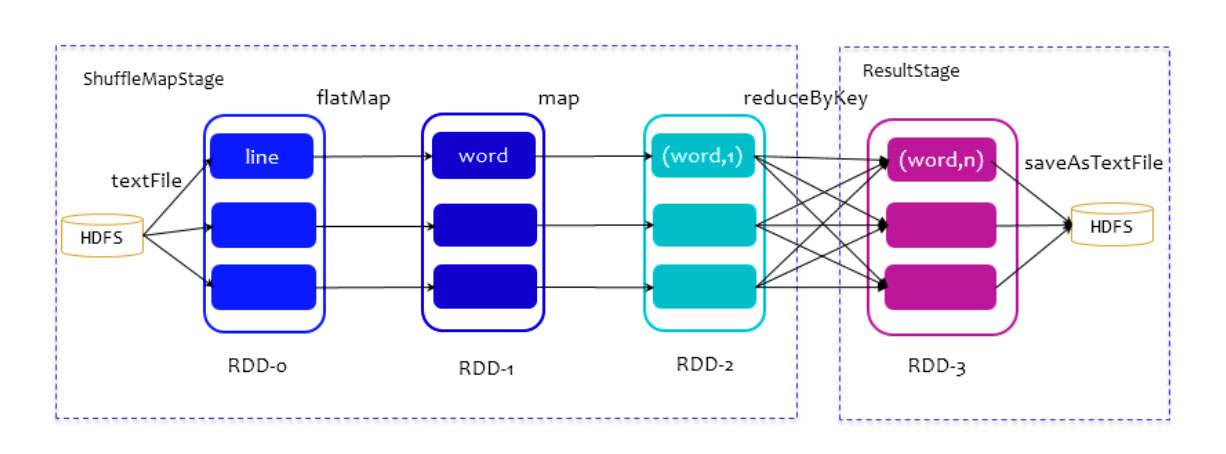 ShuffleMapStage
ResultStage
flatMap
map
reduceByKey
line
word
(word,1)
(word,n)
saveAsTextFile
textFile
HDFS
HDFS
RDD-0
RDD-1
RDD-2
RDD-3